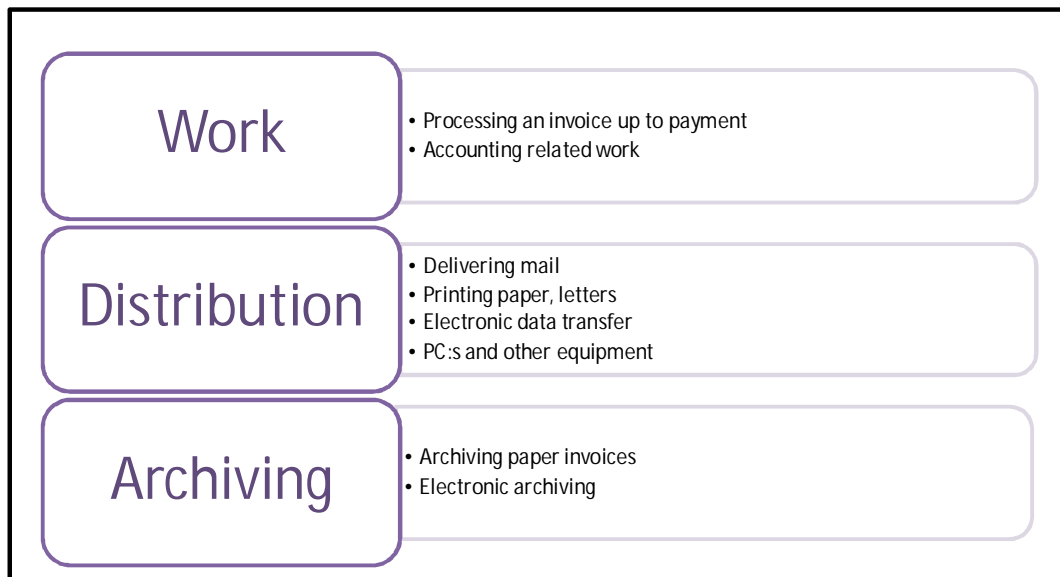 Work
• Processing an invoice up to payment
• Accounting related work
Distribution
• Delivering mail
• Printing paper, letters
• Electronic data transfer
• PC:s and other equipment
Archiving
• Archiving paper invoices
• Electronic archiving